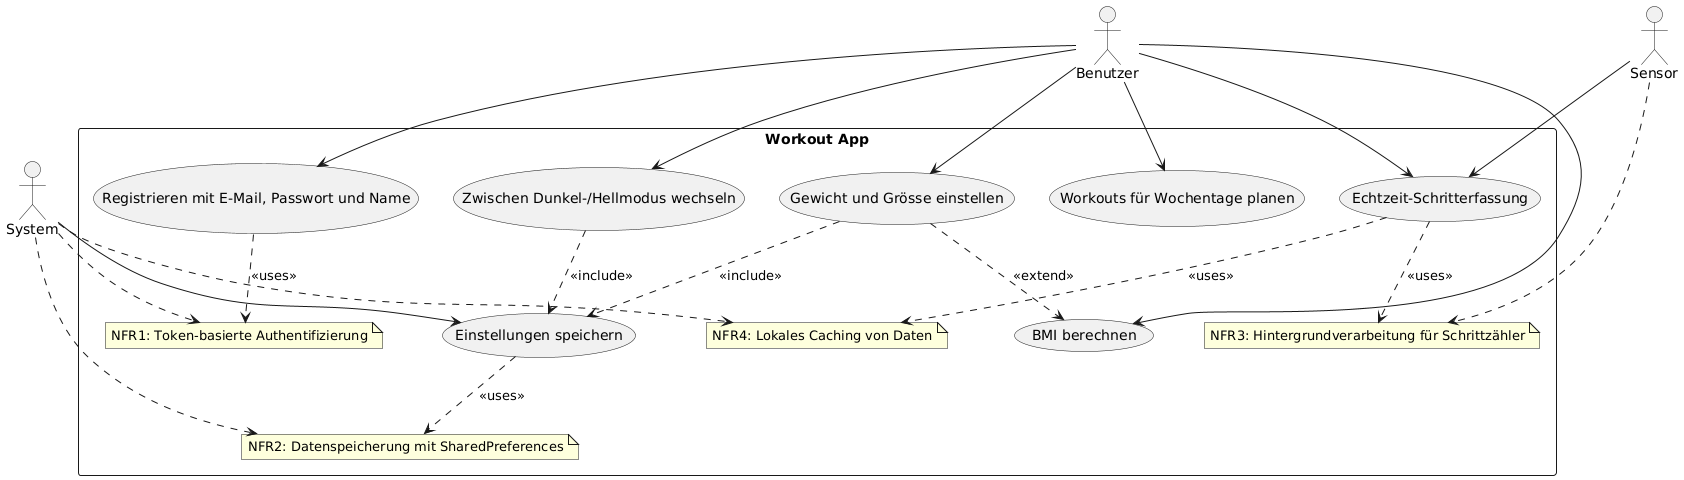 Benutzer
Sensor
Workout App
System
Registrieren mit E-Mail, Passwort und Name
Zwischen Dunkel-/Hellmodus wechseln
Gewicht und Grösse einstellen
Workouts für Wochentage planen
Echtzeit-Schritterfassung
«uses»
«include»
«include»
«extend»
«uses»
«uses»
NFR1: Token-basierte Authentifizierung
Einstellungen speichern
NFR4: Lokales Caching von Daten
BMI berechnen
NFR3: Hintergrundverarbeitung für Schrittzähler
«uses»
NFR2: Datenspeicherung mit SharedPreferences